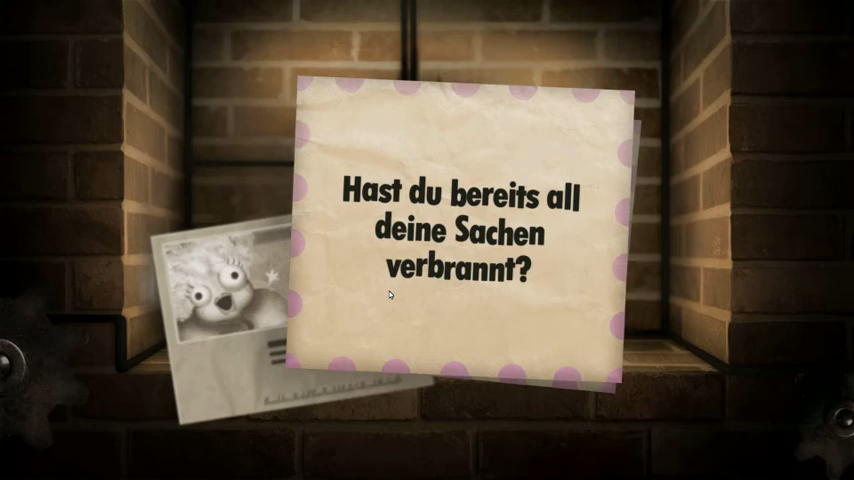 Hast du bereits all
deine Sachen
verbrannt?